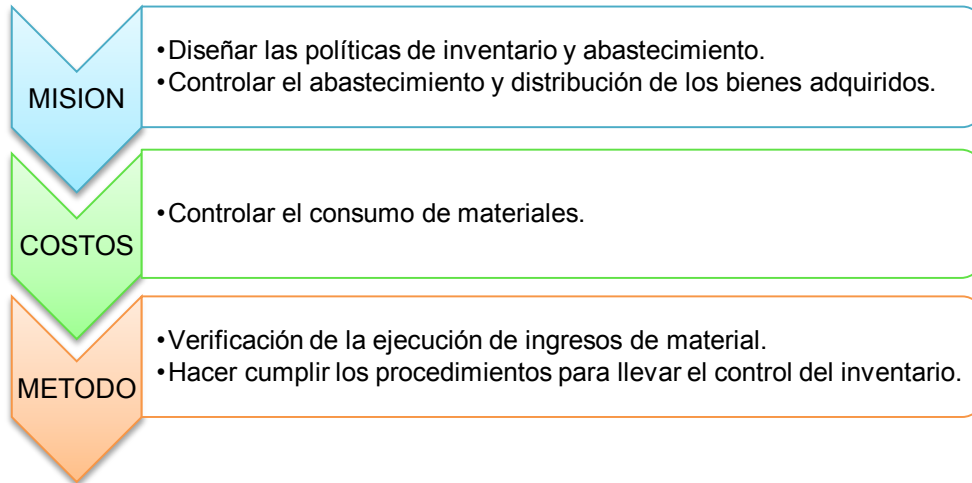 MISION
•Diseñar las políticas de inventario y abastecimiento.
•Controlar el abastecimiento y distribución de los bienes adquiridos.
COSTOS
•Controlar el consumo de materiales.
METODO
•Verificación de la ejecución de ingresos de material.
•Hacer cumplir los procedimientos para llevar el control del inventario.